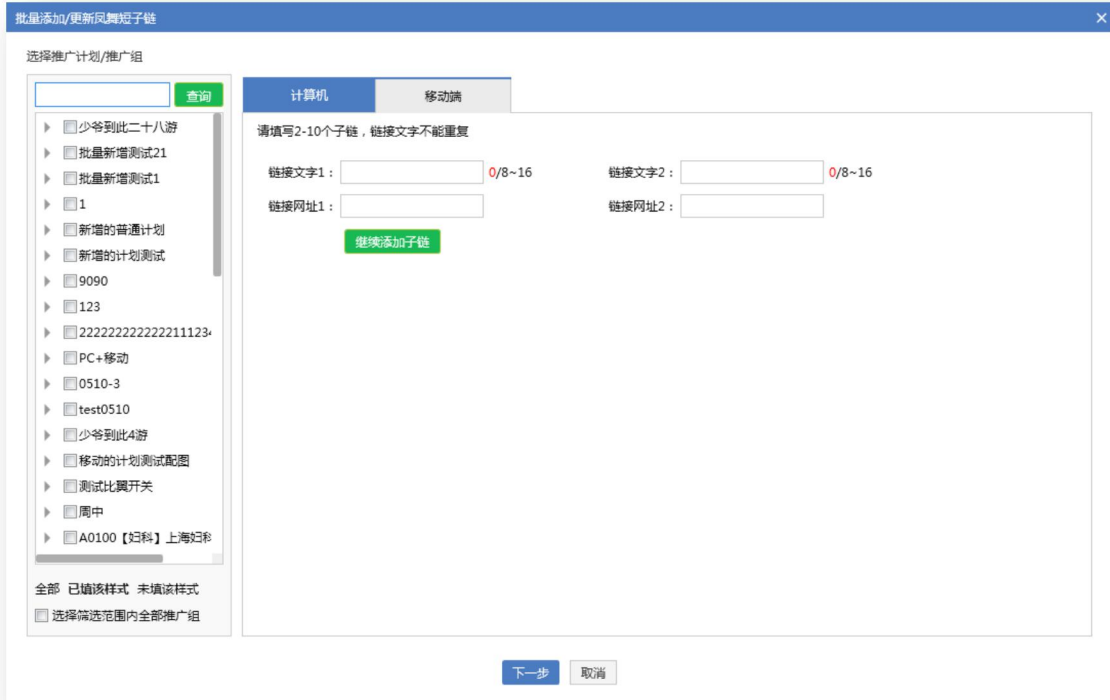 批量添加/更新凤舞短子链
选择推广计划/推广组
查询
少爷到此二十八游
批量新增测试21
批量新增测试1
1
新增的普通计划
新增的计划测试
9090
123
2222222222222111234
PC+移动
0510-3
test0510
少爷到此4游
移动的计划测试配图
测试比翼开关
周中
A0100【妇科】上海妇科
全部 已填该样式 未填该样式
选择筛选范围内全部推广组
计算机 移动端
请填写2-10个子链，链接文字不能重复
链接文字1： 0/8~16 链接文字2： 0/8~16
链接网址1： 链接网址2：
继续添加子链
下一步 取消